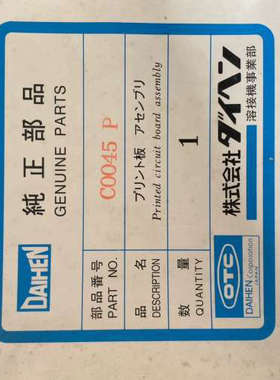 DAIHEN
純正部品
GENUINE PARTS
部品番号
PART NO.
C0045 P
品名
DESCRIPTION
プリント板 アセンブリ
Printed circuit board assembly
数量
QUANTITY
1
OTC
DAIHEN Corporation
株式会社ダイヘン
溶接機事業部